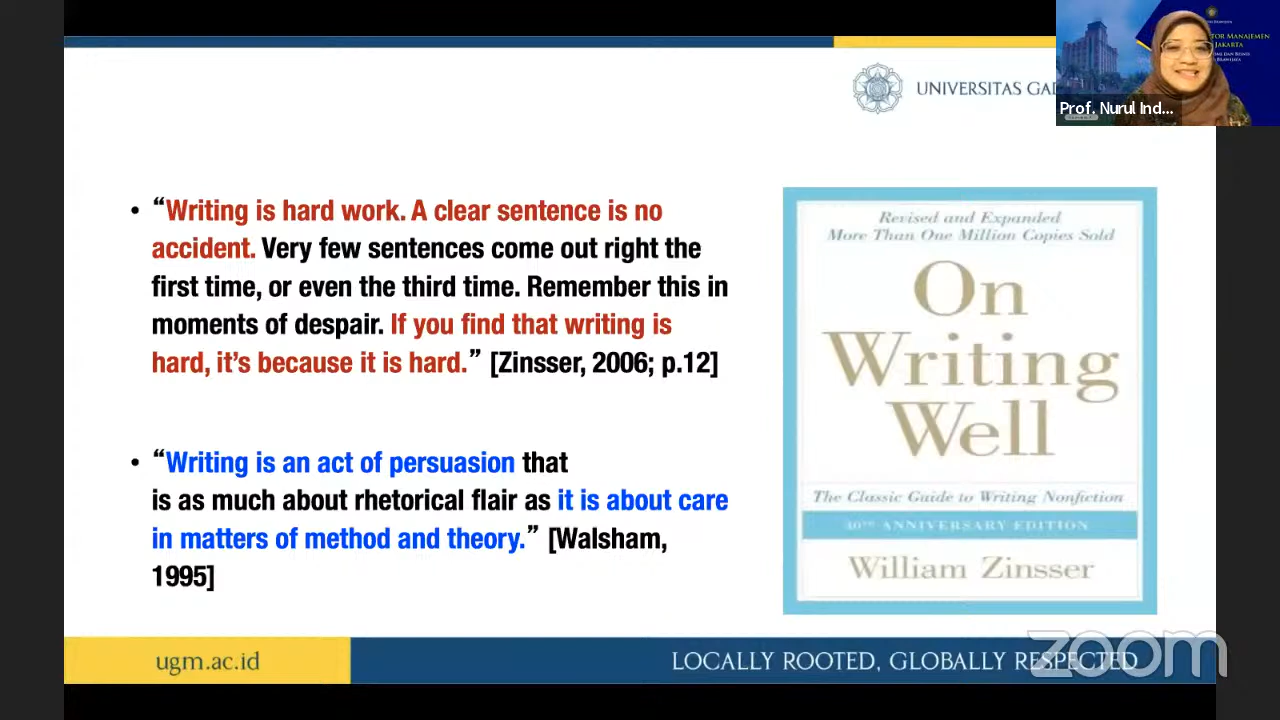 UNIVERSITAS GAD
TOR MANAJEMEN
JAKARTA
Prof. Nurul Ind...
• “Writing is hard work. A clear sentence is no
accident. Very few sentences come out right the
first time, or even the third time. Remember this in
moments of despair. If you find that writing is
hard, it’s because it is hard.” [Zinsser, 2006; p.12]
• “Writing is an act of persuasion that
is as much about rhetorical flair as it is about care
in matters of method and theory.” [Walsham,
1995]
Revised and Expanded
More Than One Million Copies Sold
On
Writing
Well
The Classic Guide to Writing Nonfiction
30TH ANNIVERSARY EDITION
William Zinsser
ugm.ac.id
LOCALLY ROOTED, GLOBALLY RESPECTED
zoom